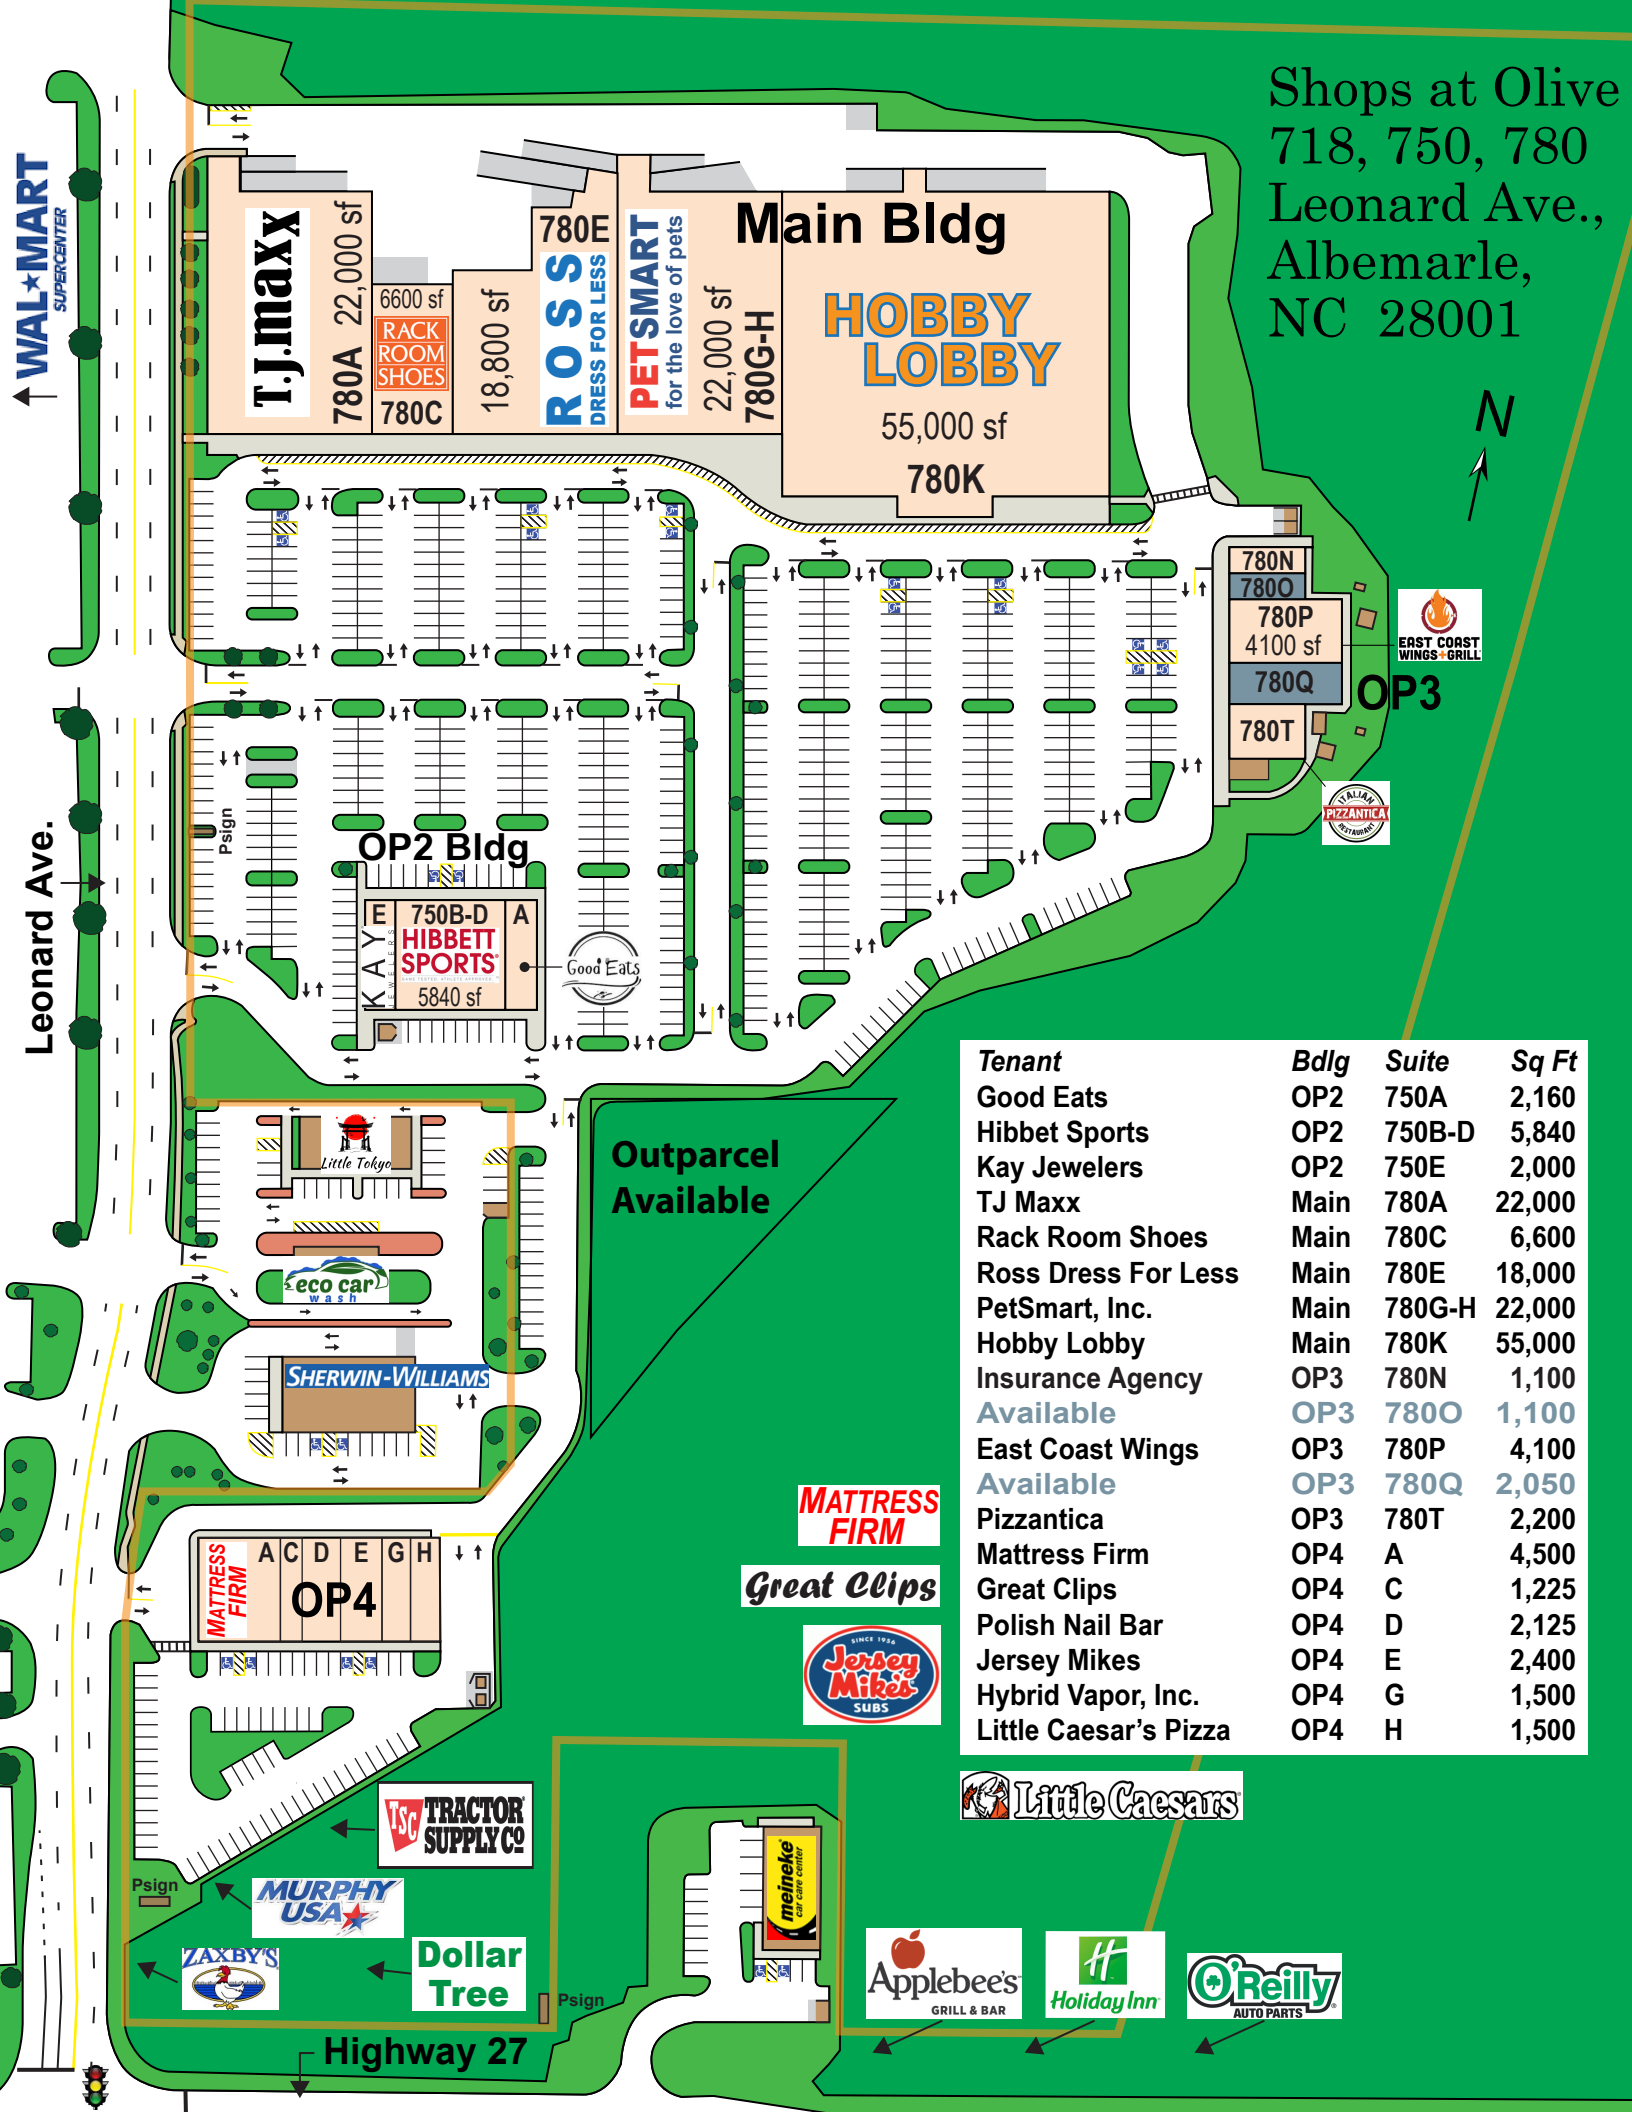 Shops at Olive
718, 750, 780
Leonard Ave.,
Albemarle,
NC 28001
N
WAL★MART
SUPERCENTER
Leonard Ave.
Main Bldg
T.J.maxx
780A 22,000 sf
6600 sf
RACK
ROOM
SHOES
780C
18,800 sf
780E
ROSS
DRESS FOR LESS
PETSMART
for the love of pets
22,000 sf
780G-H
HOBBY
LOBBY
55,000 sf
780K
780N
780O
780P
4100 sf
780Q
780T
OP3
EAST COAST
WINGS+GRILL
ITALIAN
PIZZANTICA
RESTAURANT
Psign
OP2 Bldg
E 750B-D A
KAY
JEWELERS
HIBBETT
SPORTS
5840 sf
Good Eats
Outparcel
Available
Little Tokyo
eco car
wash
SHERWIN-WILLIAMS
MATTRESS
FIRM
A C D E G H
OP4
Tenant Bdlg Suite Sq Ft
Good Eats OP2 750A 2,160
Hibbet Sports OP2 750B-D 5,840
Kay Jewelers OP2 750E 2,000
TJ Maxx Main 780A 22,000
Rack Room Shoes Main 780C 6,600
Ross Dress For Less Main 780E 18,000
PetSmart, Inc. Main 780G-H 22,000
Hobby Lobby Main 780K 55,000
Insurance Agency OP3 780N 1,100
Available OP3 780O 1,100
East Coast Wings OP3 780P 4,100
Available OP3 780Q 2,050
Pizzantica OP3 780T 2,200
Mattress Firm OP4 A 4,500
Great Clips OP4 C 1,225
Polish Nail Bar OP4 D 2,125
Jersey Mikes OP4 E 2,400
Hybrid Vapor, Inc. OP4 G 1,500
Little Caesar's Pizza OP4 H 1,500
MATTRESS
FIRM
Great Clips
SINCE 1956
Jersey
Mike's
SUBS
Little Caesars
TSC TRACTOR
SUPPLY CO
Psign
MURPHY
USA
ZAXBY'S
Dollar
Tree
Psign
meineke
car care center
Applebee's
GRILL & BAR
H
Holiday Inn
O'Reilly
AUTO PARTS
Highway 27